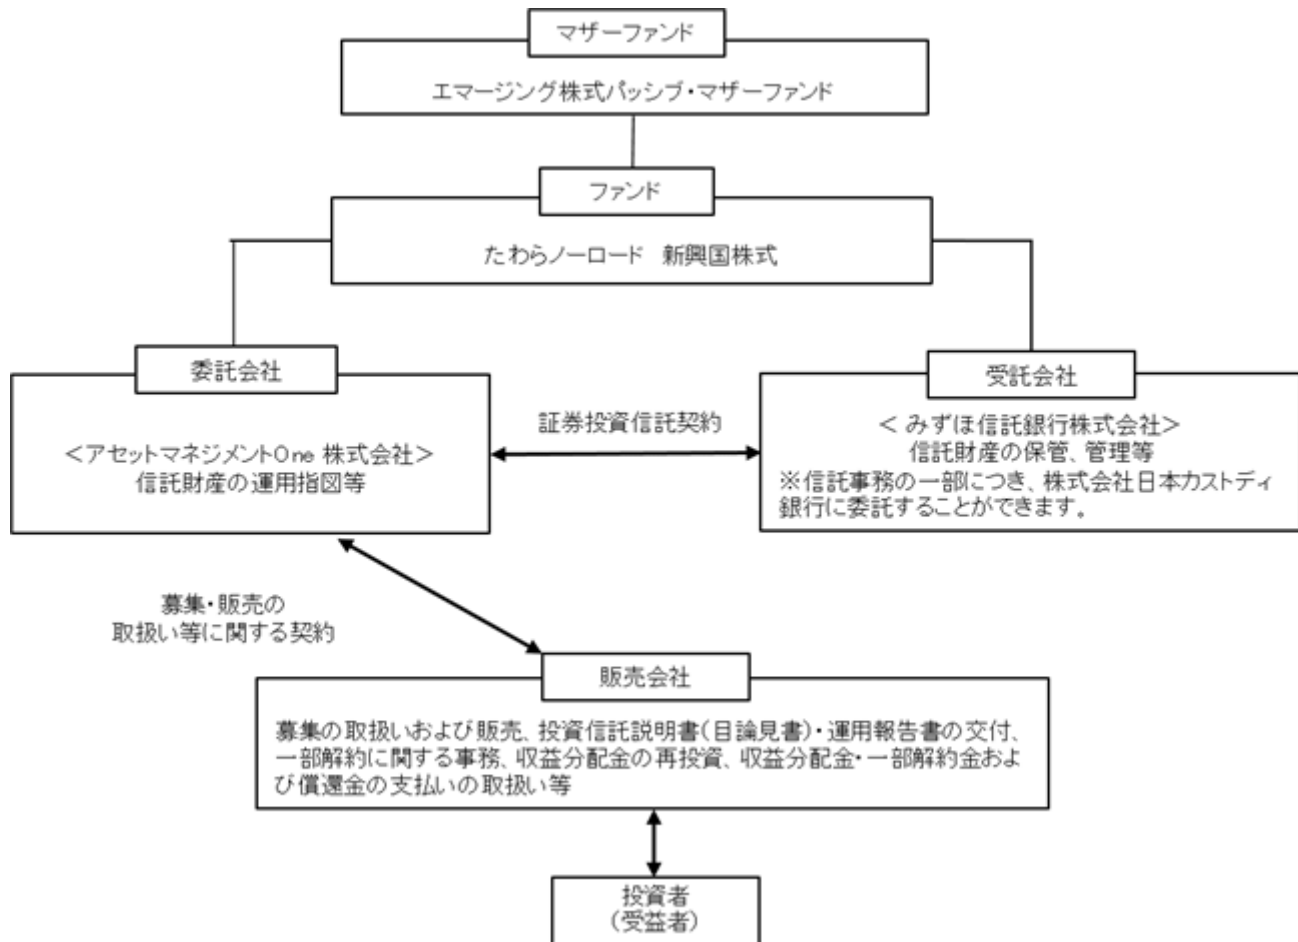 マザーファンド
エマージング株式パッシブ・マザーファンド
ファンド
たわらノーロード　新興国株式
委託会社
＜アセットマネジメントOne 株式会社＞
信託財産の運用指図等
証券投資信託契約
受託会社
＜みずほ信託銀行株式会社＞
信託財産の保管、管理等
※信託事務の一部につき、株式会社日本カストディ
銀行に委託することができます。
募集・販売の
取扱い等に関する契約
販売会社
募集の取扱いおよび販売、投資信託説明書(目論見書)・運用報告書の交付、
一部解約に関する事務、収益分配金の再投資、収益分配金・一部解約金およ
び償還金の支払いの取扱い等
投資者
（受益者）